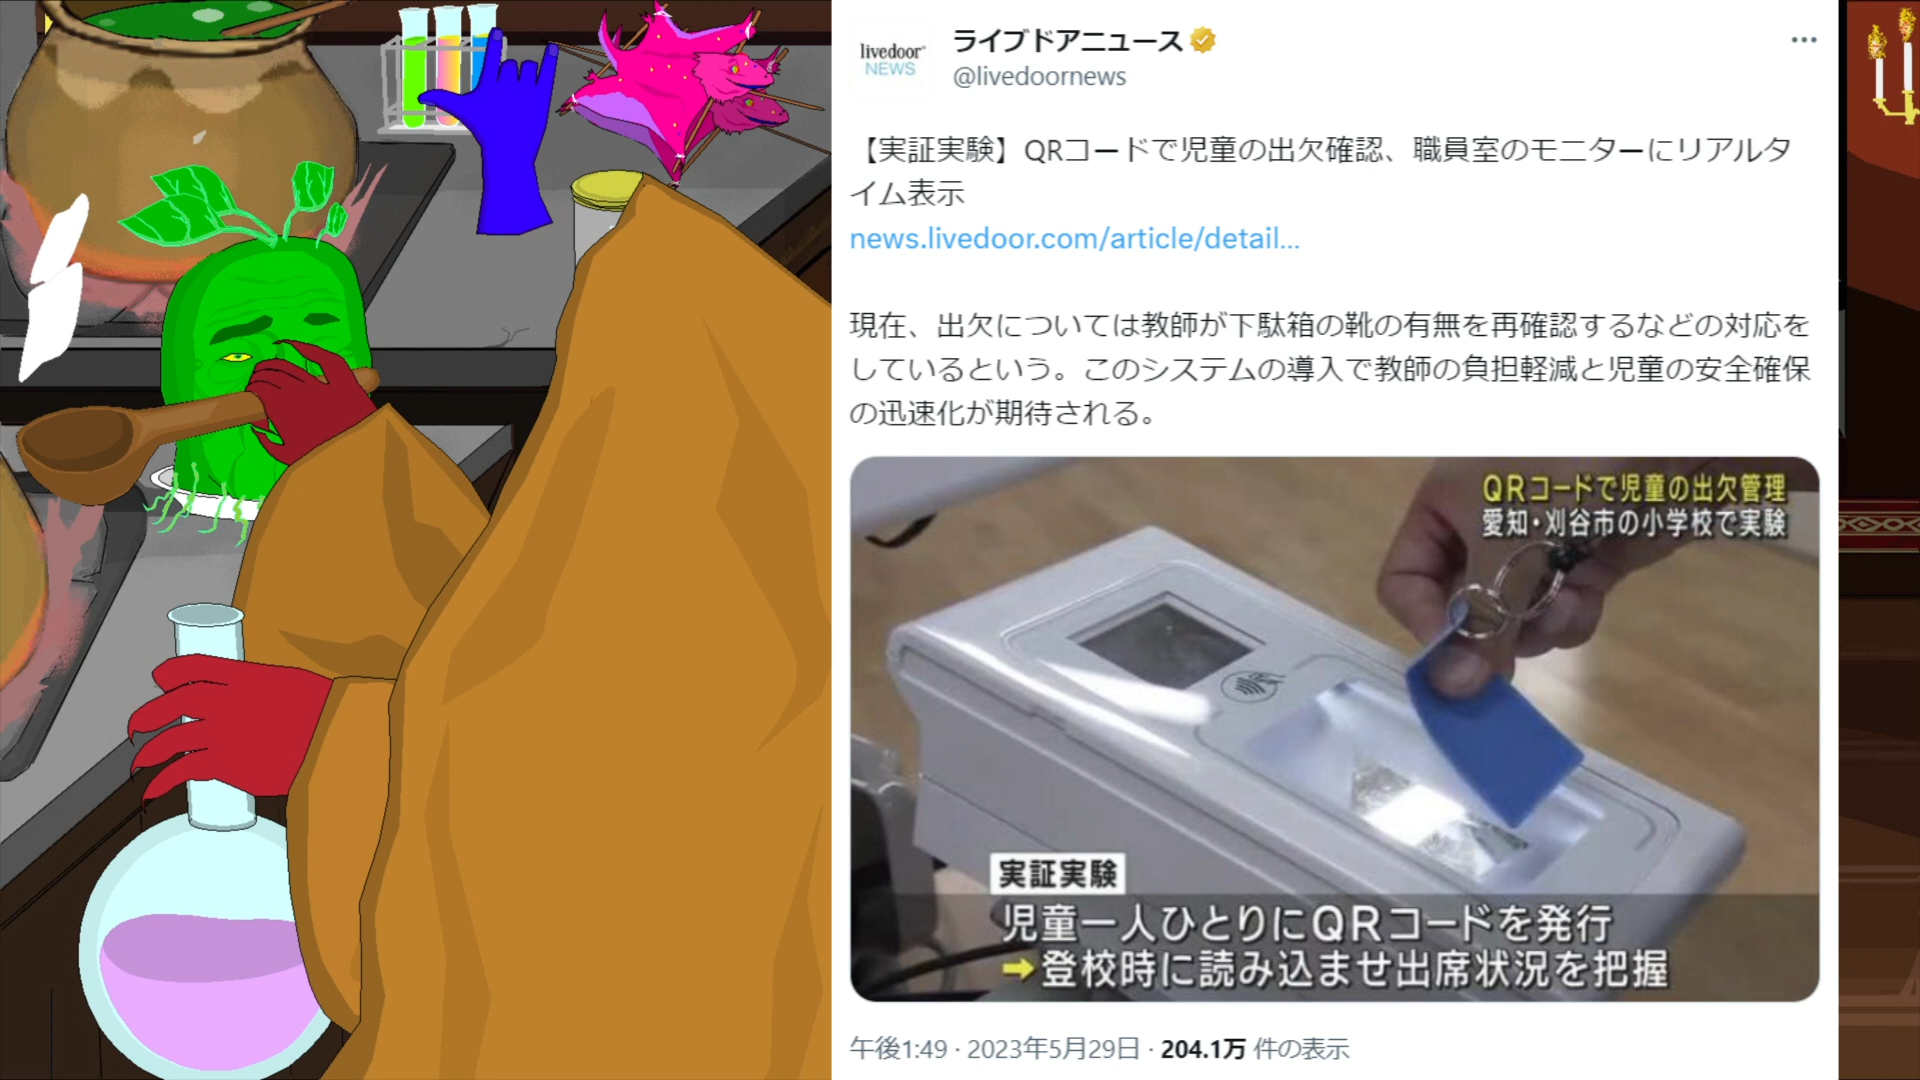 livedoor
NEWS
ライブドアニュース
@livedoornews
【実証実験】QRコードで児童の出欠確認、職員室のモニターにリアルタ
イム表示
news.livedoor.com/article/detail...
現在、出欠については教師が下駄箱の靴の有無を再確認するなどの対応を
しているという。このシステムの導入で教師の負担軽減と児童の安全確保
の迅速化が期待される。
QRコードで児童の出欠管理
愛知・刈谷市の小学校で実験
実証実験
児童一人ひとりにQRコードを発行
➡登校時に読み込ませ出席状況を把握
午後1:49 · 2023年5月29日 · 204.1万 件の表示